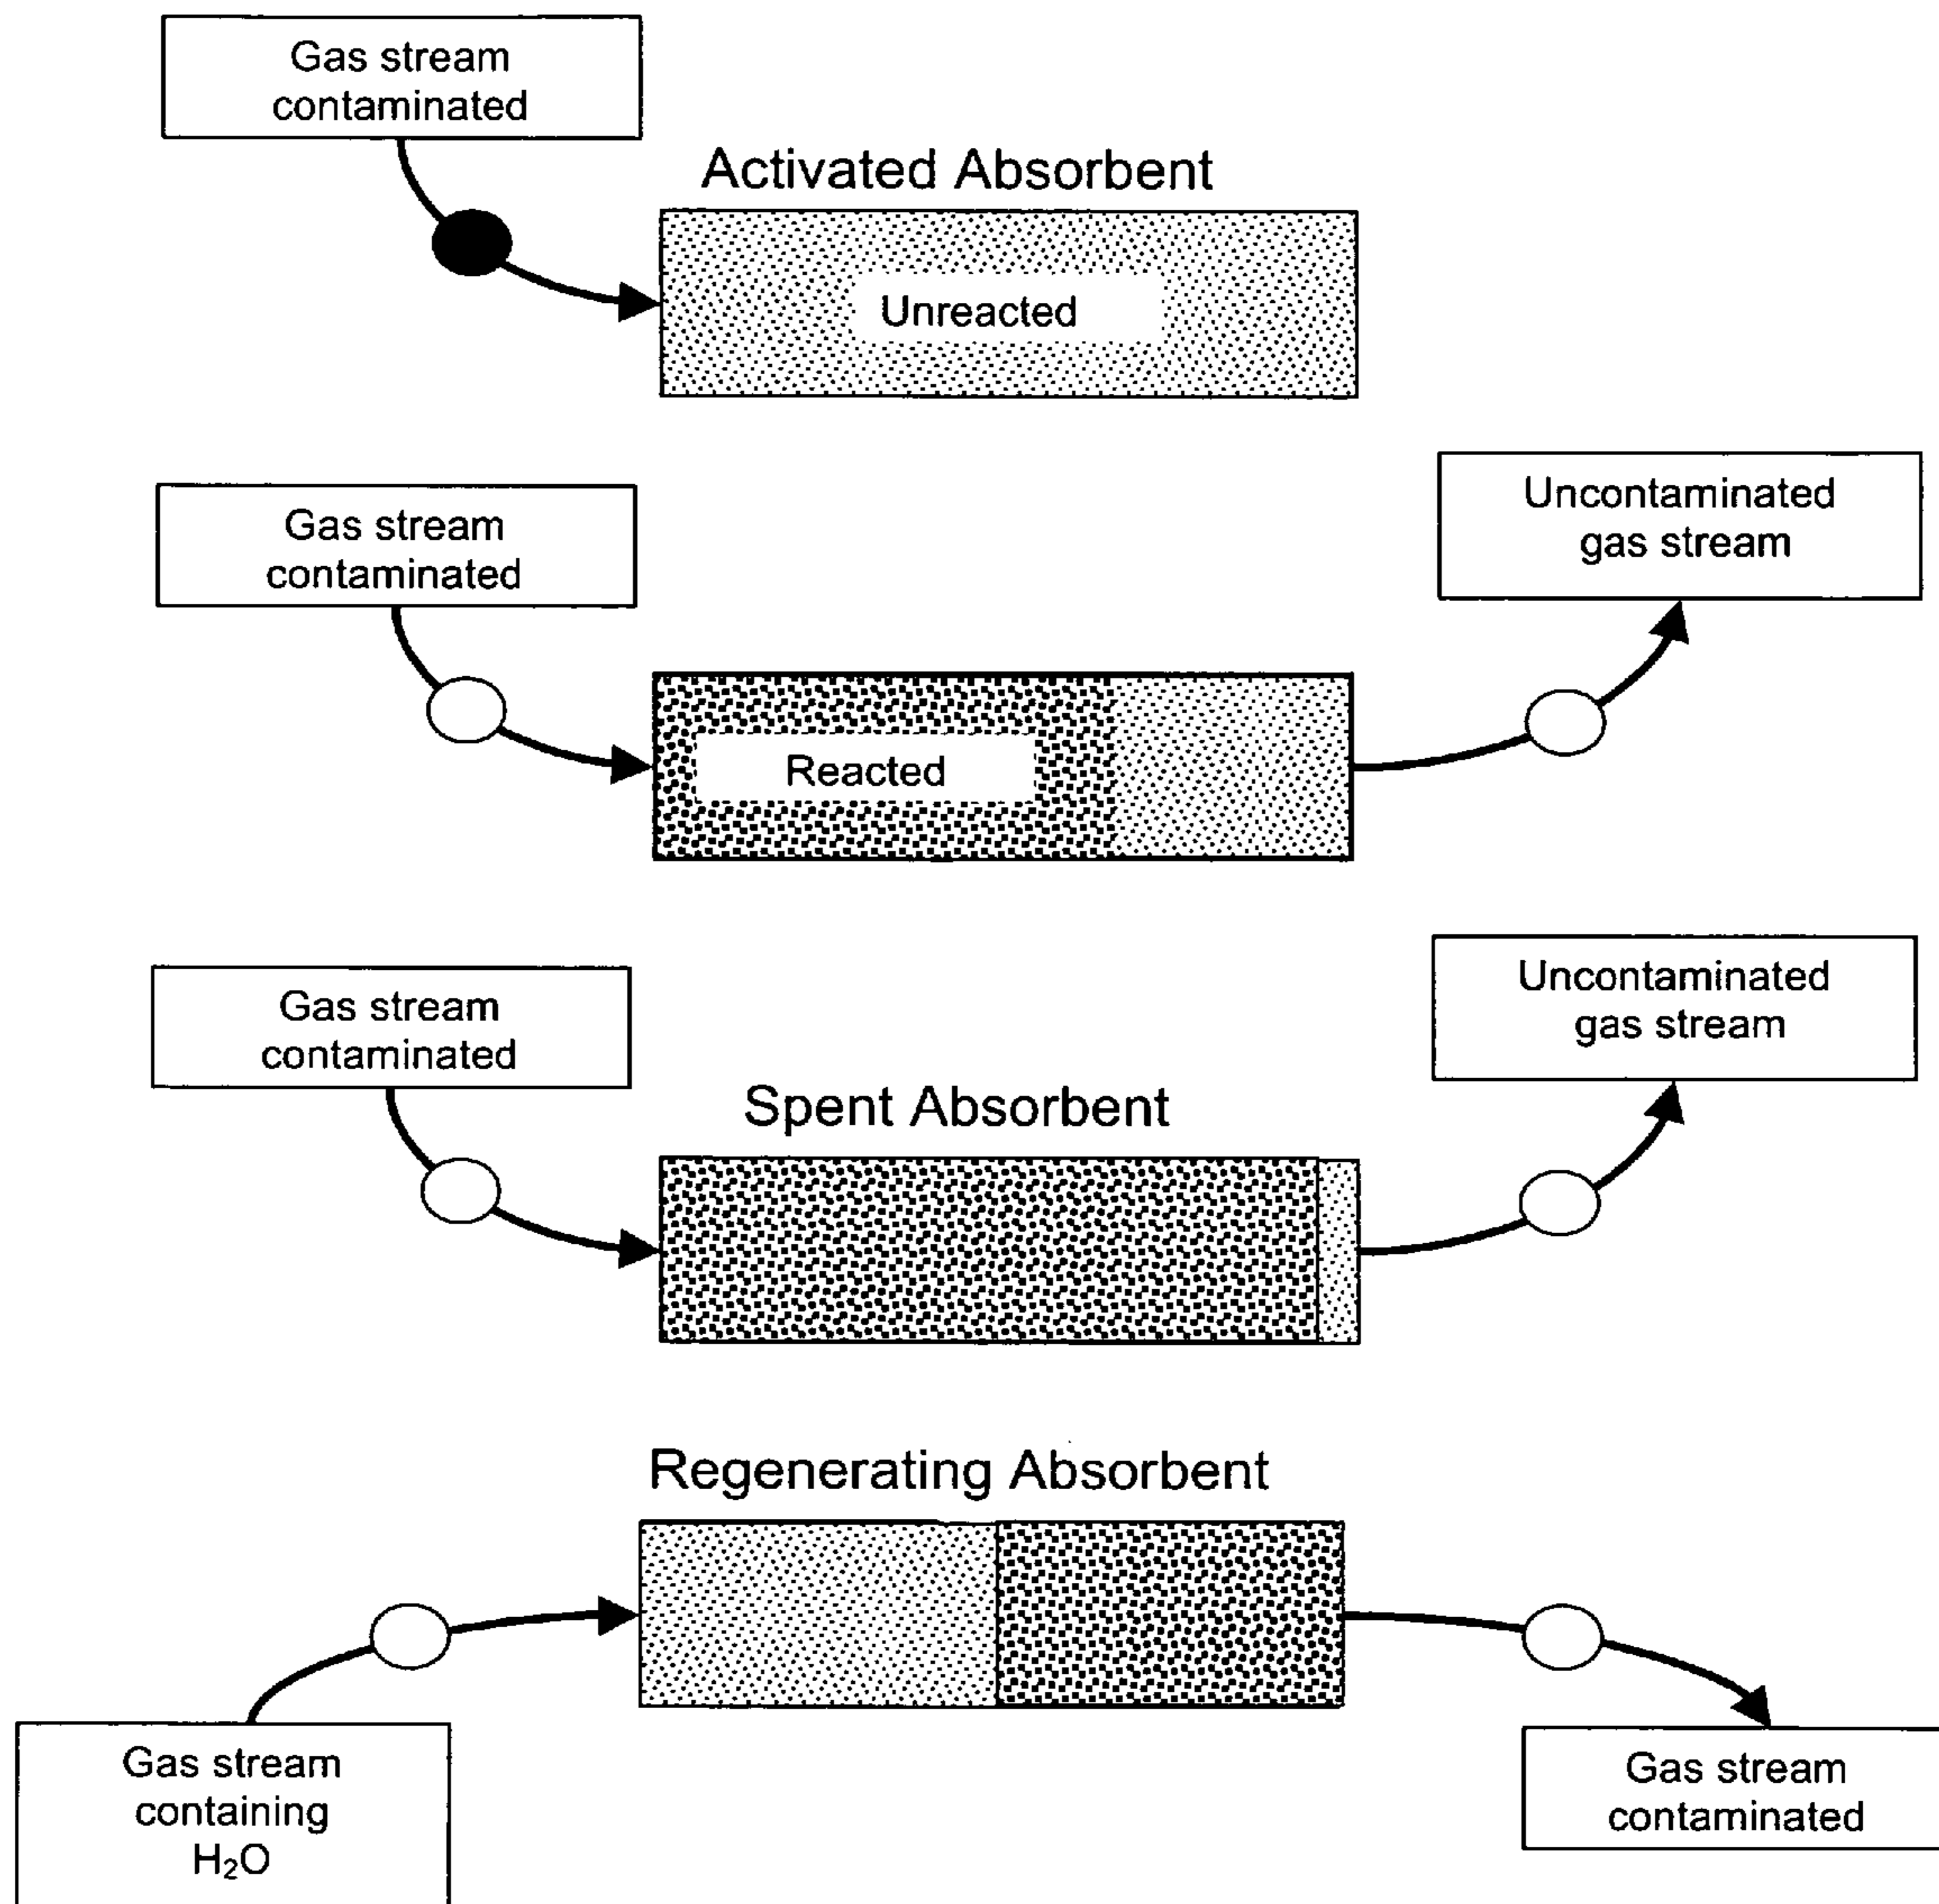 Gas stream
contaminated
Activated Absorbent
Unreacted
Gas stream
contaminated
Uncontaminated
gas stream
Reacted
Gas stream
contaminated
Uncontaminated
gas stream
Spent Absorbent
Regenerating Absorbent
Gas stream
containing
H₂O
Gas stream
contaminated